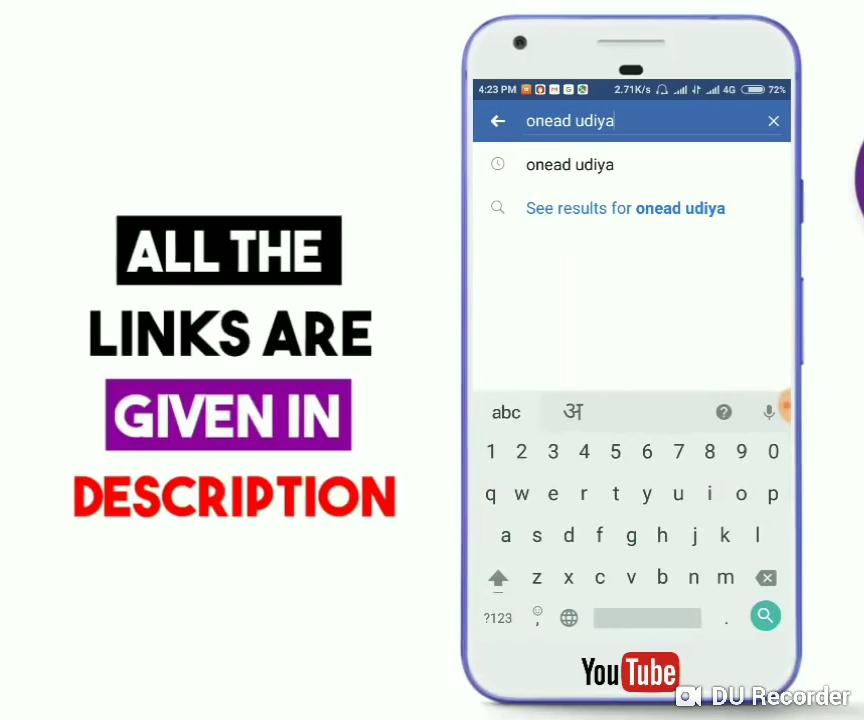 ALL THE
LINKS ARE
GIVEN IN
DESCRIPTION
4:23 PM 2.71K/s 4G 72%
onead udiya
onead udiya
See results for onead udiya
abc अ
1 2 3 4 5 6 7 8 9 0
q w e r t y u i o p
a s d f g h j k l
z x c v b n m
?123 , .
YouTube
DU Recorder